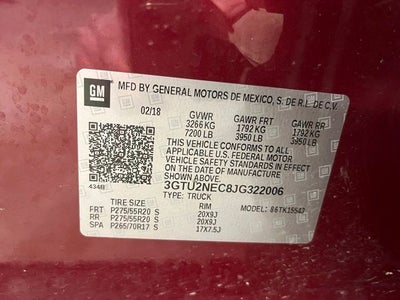 GM
MFD BY GENERAL MOTORS DE MEXICO, S. DE R.L. DE C.V.
02/18 GVWR GAWR FRT GAWR RR
3266 KG 1792 KG 1792 KG
7200 LB 3950 LB 3950 LB
THIS VEHICLE CONFORMS TO ALL APPLICABLE
U.S. FEDERAL MOTOR
VEHICLE SAFETY STANDARDS IN EFFECT ON THE
DATE OF MANUFACTURE
SHOWN ABOVE.
434B 3GTU2NEC8JG322006
TYPE: TRUCK
TIRE SIZE RIM MODEL:
FRT P275/55R20 S 20X9J
RR P275/55R20 S 20X9J
SPA P265/70R17 S 17X7.5J